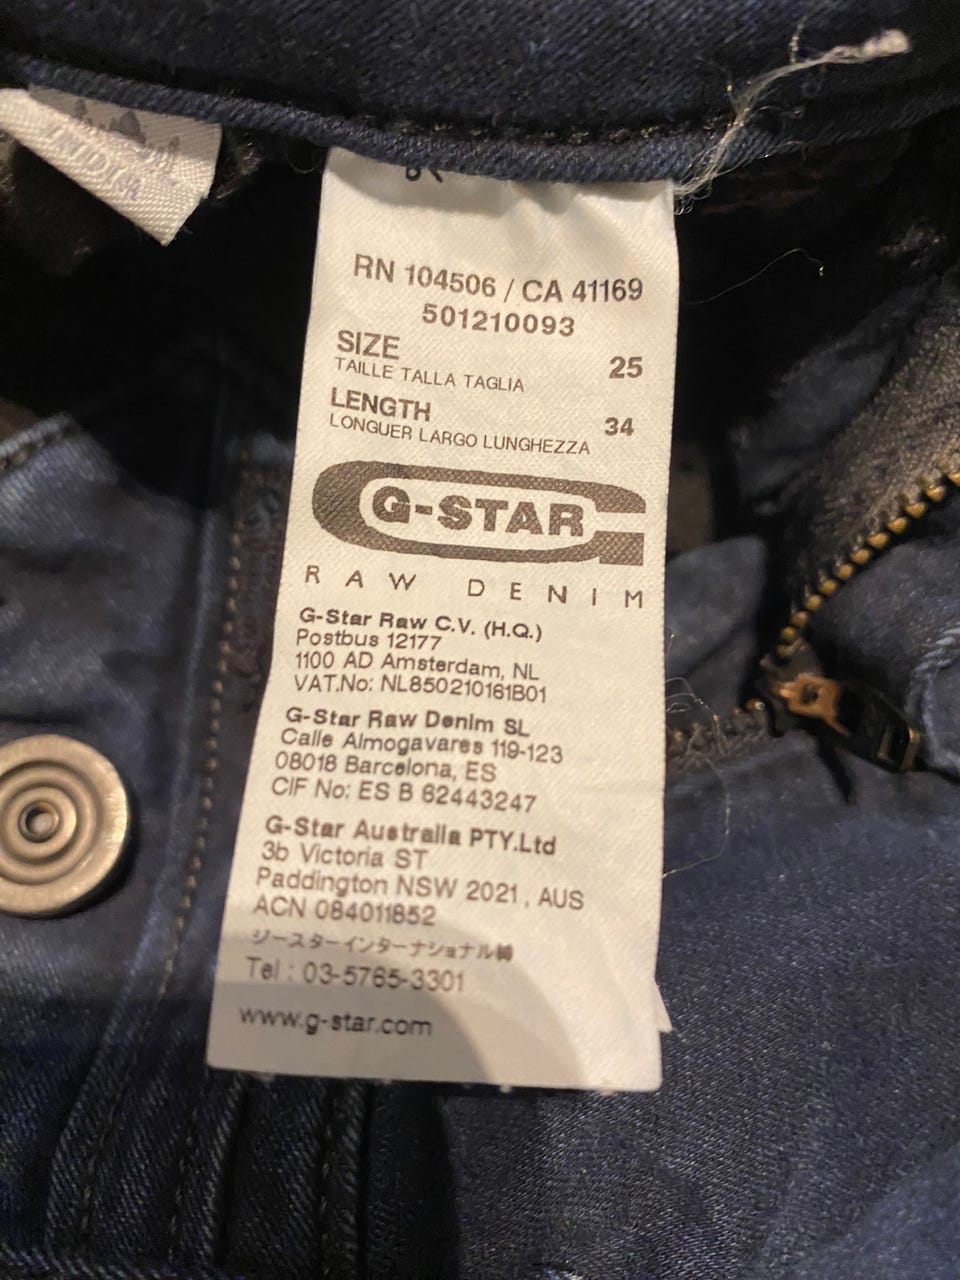 RN 104506 / CA 41169
501210093
SIZE 25
TAILLE TALLA TAGLIA
LENGTH 34
LONGUER LARGO LUNGHEZZA
G-STAR
RAW DENIM
G-Star Raw C.V. (H.Q.)
Postbus 12177
1100 AD Amsterdam, NL
VAT.No: NL850210161B01
G-Star Raw Denim SL
Calle Almogavares 119-123
08018 Barcelona, ES
CIF No: ES B 62443247
G-Star Australia PTY.Ltd
3b Victoria ST
Paddington NSW 2021, AUS
ACN 084011852
ジースターインターナショナル㈱
Tel : 03-5765-3301
www.g-star.com